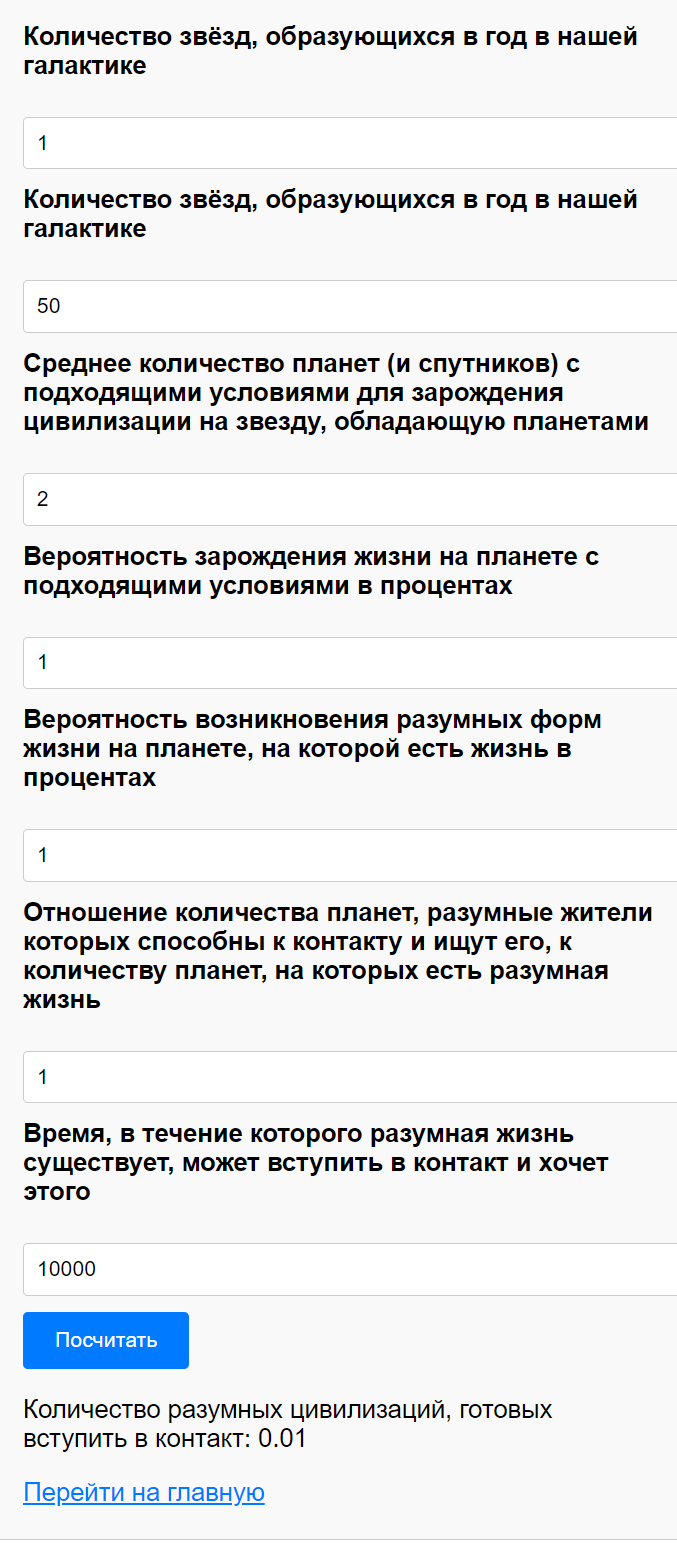 Количество звёзд, образующихся в год в нашей
галактике
1
Количество звёзд, образующихся в год в нашей
галактике
50
Среднее количество планет (и спутников) с
подходящими условиями для зарождения
цивилизации на звезду, обладающую планетами
2
Вероятность зарождения жизни на планете с
подходящими условиями в процентах
1
Вероятность возникновения разумных форм
жизни на планете, на которой есть жизнь в
процентах
1
Отношение количества планет, разумные жители
которых способны к контакту и ищут его, к
количеству планет, на которых есть разумная
жизнь
1
Время, в течение которого разумная жизнь
существует, может вступить в контакт и хочет
этого
10000
Посчитать
Количество разумных цивилизаций, готовых
вступить в контакт: 0.01
Перейти на главную